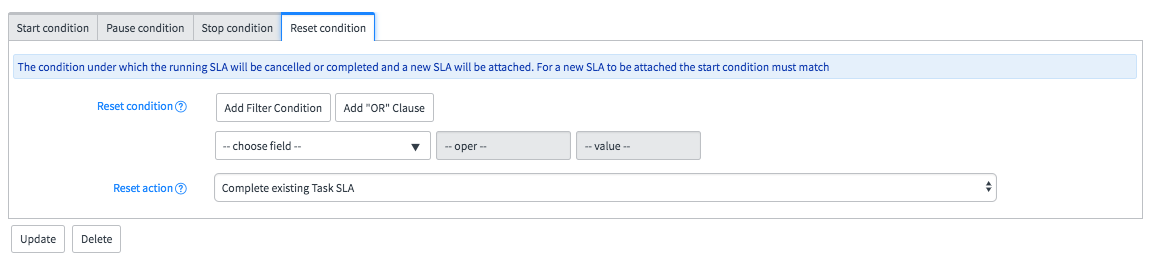 Start condition Pause condition Stop condition Reset condition
The condition under which the running SLA will be cancelled or completed and a new SLA will be attached. For a new SLA to be attached the start condition must match
Reset condition ? Add Filter Condition Add "OR" Clause
-- choose field -- -- oper -- -- value --
Reset action ? Complete existing Task SLA
Update Delete